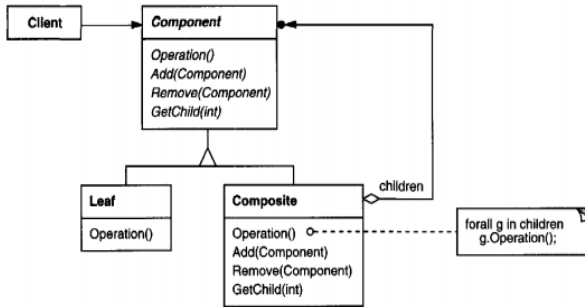 Client
Component
Operation()
Add(Component)
Remove(Component)
GetChild(int)
children
Leaf
Operation()
Composite
Operation()
Add(Component)
Remove(Component)
GetChild(int)
forall g in children
g.Operation();